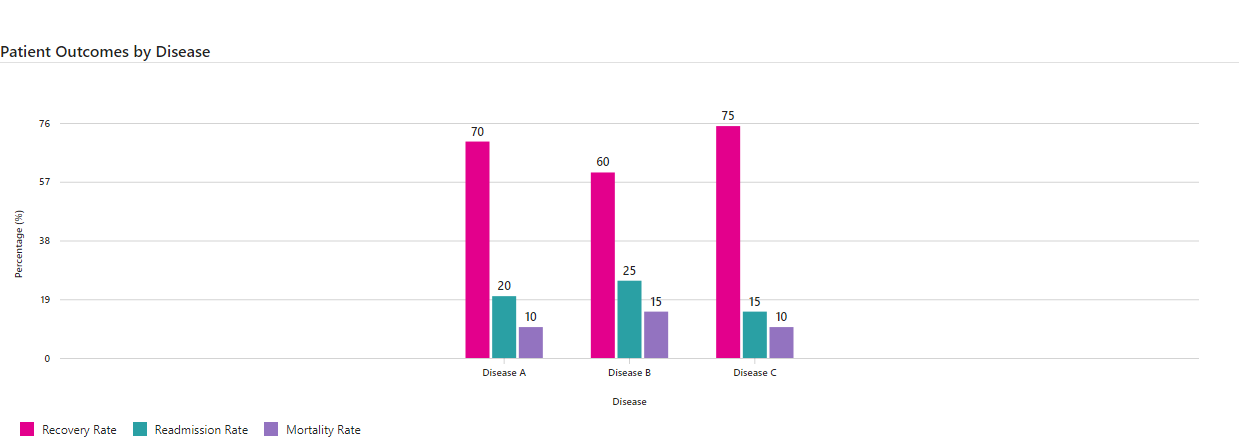 Patient Outcomes by Disease
Percentage (%)
76
57
38
19
0
70
20
10
60
25
15
75
15
10
Disease A
Disease B
Disease C
Disease
Recovery Rate
Readmission Rate
Mortality Rate